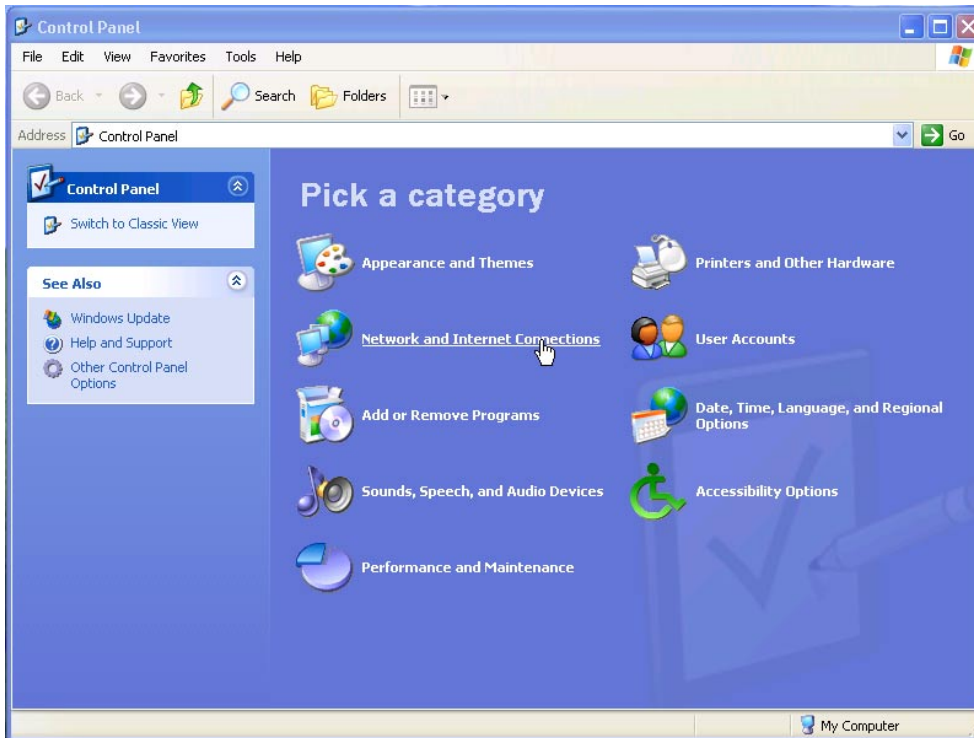 Control Panel
File Edit View Favorites Tools Help
Back Search Folders
Address Control Panel Go
Control Panel
Switch to Classic View
See Also
Windows Update
Help and Support
Other Control Panel
Options
Pick a category
Appearance and Themes
Printers and Other Hardware
Network and Internet Connections
User Accounts
Add or Remove Programs
Date, Time, Language, and Regional
Options
Sounds, Speech, and Audio Devices
Accessibility Options
Performance and Maintenance
My Computer